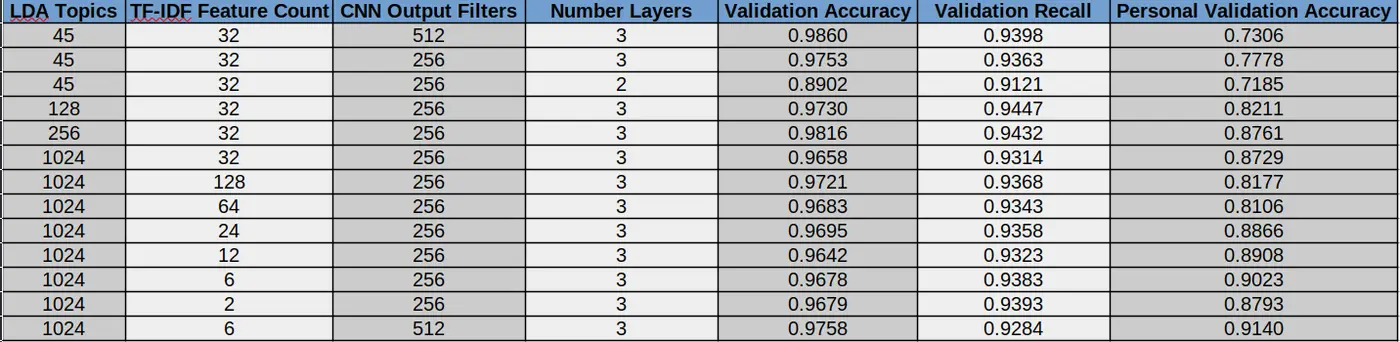 LDA Topics TF-IDF Feature Count CNN Output Filters Number Layers Validation Accuracy Validation Recall Personal Validation Accuracy
45 32 512 3 0.9860 0.9398 0.7306
45 32 256 3 0.9753 0.9363 0.7778
45 32 256 2 0.8902 0.9121 0.7185
128 32 256 3 0.9730 0.9447 0.8211
256 32 256 3 0.9816 0.9432 0.8761
1024 32 256 3 0.9658 0.9314 0.8729
1024 128 256 3 0.9721 0.9368 0.8177
1024 64 256 3 0.9683 0.9343 0.8106
1024 24 256 3 0.9695 0.9358 0.8866
1024 12 256 3 0.9642 0.9323 0.8908
1024 6 256 3 0.9678 0.9383 0.9023
1024 2 256 3 0.9679 0.9393 0.8793
1024 6 512 3 0.9758 0.9284 0.9140